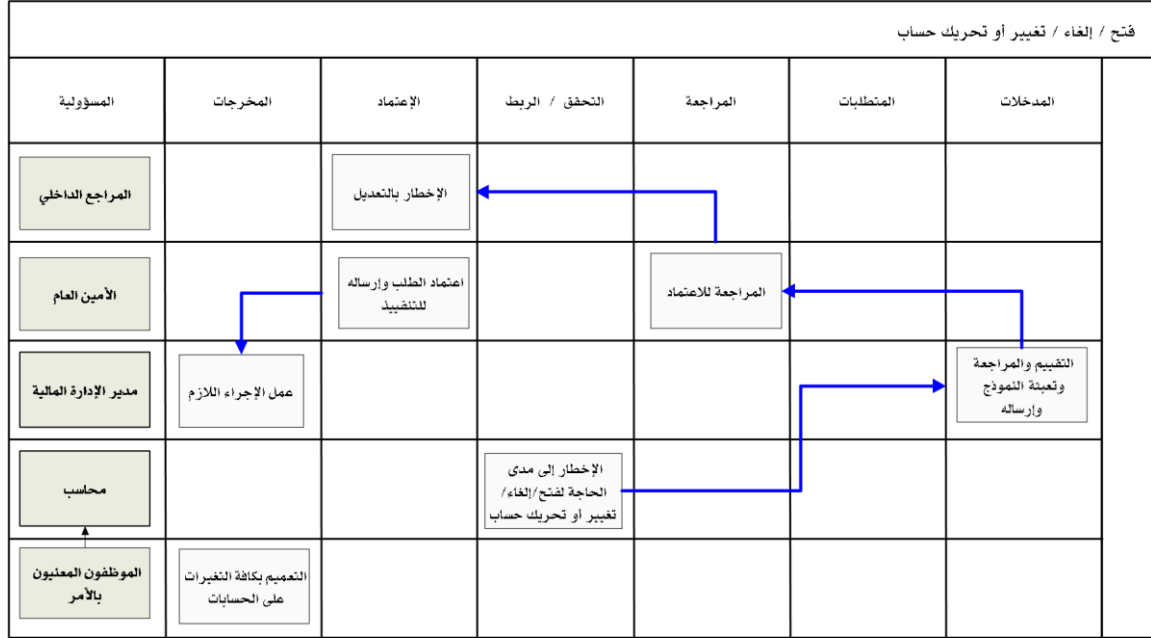 فتح / إلغاء / تغيير أو تحريك حساب
المدخلات
المتطلبات
المراجعة
التحقق / الربط
الإعتماد
المخرجات
المسؤولية
الإخطار بالتعديل
المراجع الداخلي
المراجعة للاعتماد
اعتماد الطلب وإرساله
للتنفييذ
الأمين العام
التقييم والمراجعة
وتعبئة النموذج
وإرساله
عمل الإجراء اللازم
مدير الإدارة المالية
الإخطار إلى مدى
الحاجة لفتح/إلغاء/
تغيير أو تحريك حساب
محاسب
التعميم بكافة التغيرات
على الحسابات
الموظفون المعنيون
بالأمر